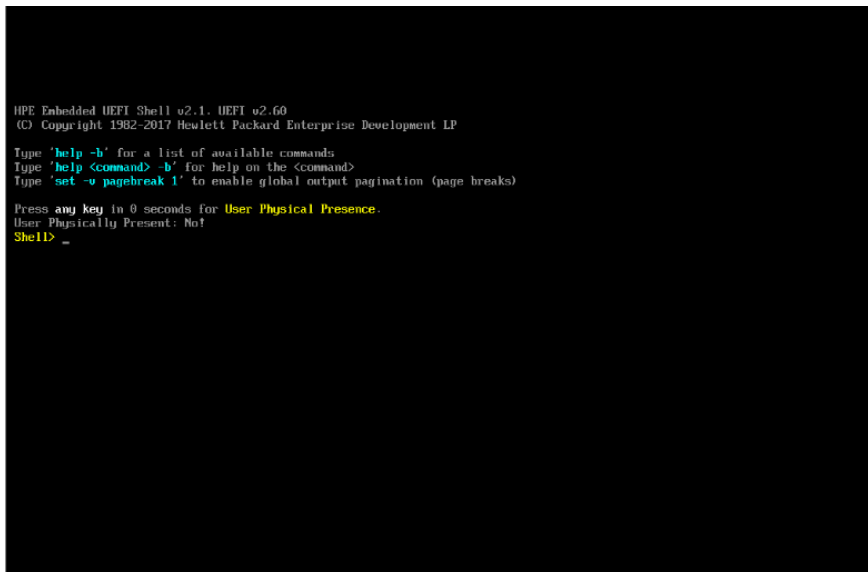 HPE Embedded UEFI Shell v2.1. UEFI v2.60
(C) Copyright 1982-2017 Hewlett Packard Enterprise Development LP
Type 'help -b' for a list of available commands
Type 'help <command> -b' for help on the <command>
Type 'set -v pagebreak 1' to enable global output pagination (page breaks)
Press any key in 0 seconds for User Physical Presence.
User Physically Present: No!
Shell> _